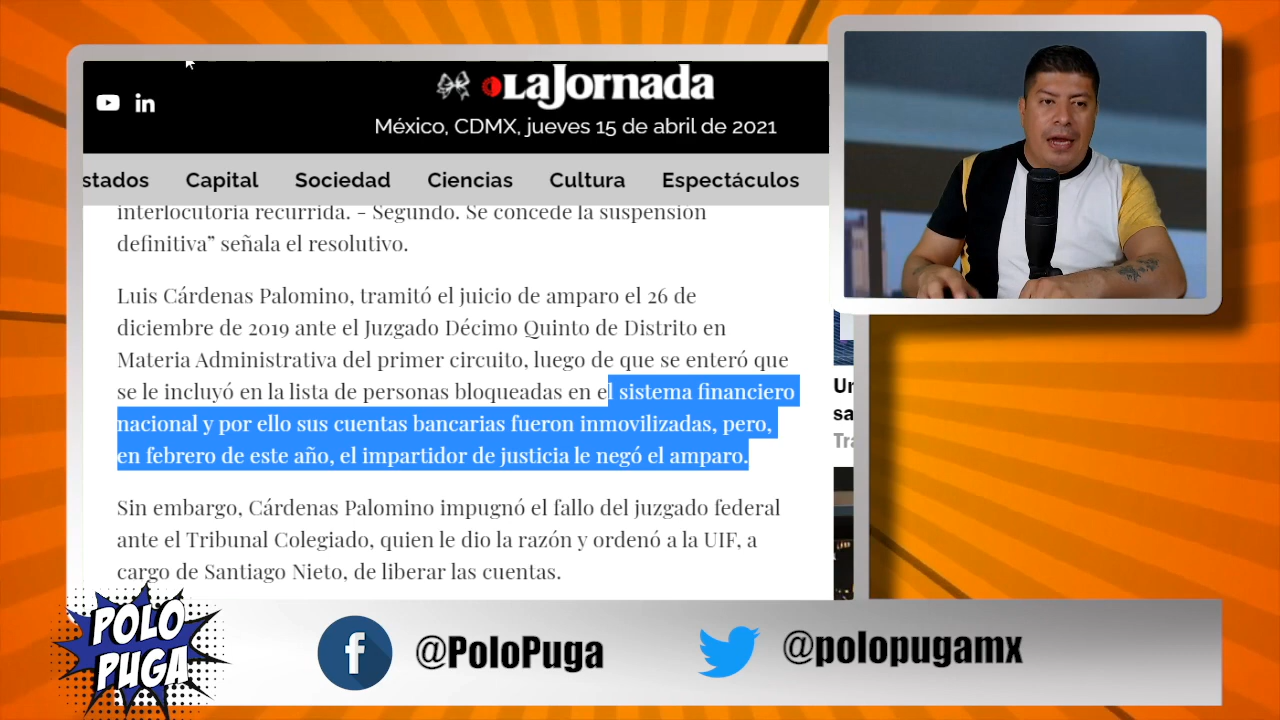 LaJornada
México, CDMX, jueves 15 de abril de 2021
stados Capital Sociedad Ciencias Cultura Espectáculos
interlocutoria recurrida. - Segundo. Se concede la suspensión
definitiva” señala el resolutivo.
Luis Cárdenas Palomino, tramitó el juicio de amparo el 26 de
diciembre de 2019 ante el Juzgado Décimo Quinto de Distrito en
Materia Administrativa del primer circuito, luego de que se enteró que
se le incluyó en la lista de personas bloqueadas en el sistema financiero
nacional y por ello sus cuentas bancarias fueron inmovilizadas, pero,
en febrero de este año, el impartidor de justicia le negó el amparo.
Sin embargo, Cárdenas Palomino impugnó el fallo del juzgado federal
ante el Tribunal Colegiado, quien le dio la razón y ordenó a la UIF, a
cargo de Santiago Nieto, de liberar las cuentas.
Un
sa
Tra
POLO
PUGA
@PoloPuga
@polopugamx